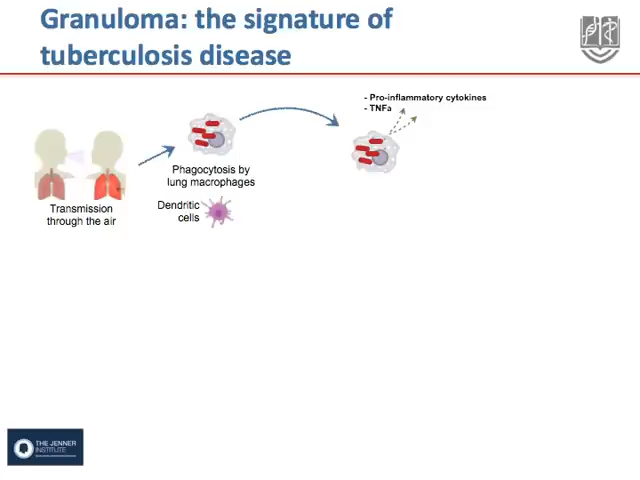 Granuloma: the signature of
tuberculosis disease
- Pro-inflammatory cytokines
- TNFa
Phagocytosis by
lung macrophages
Transmission
through the air
Dendritic
cells
THE JENNER
INSTITUTE